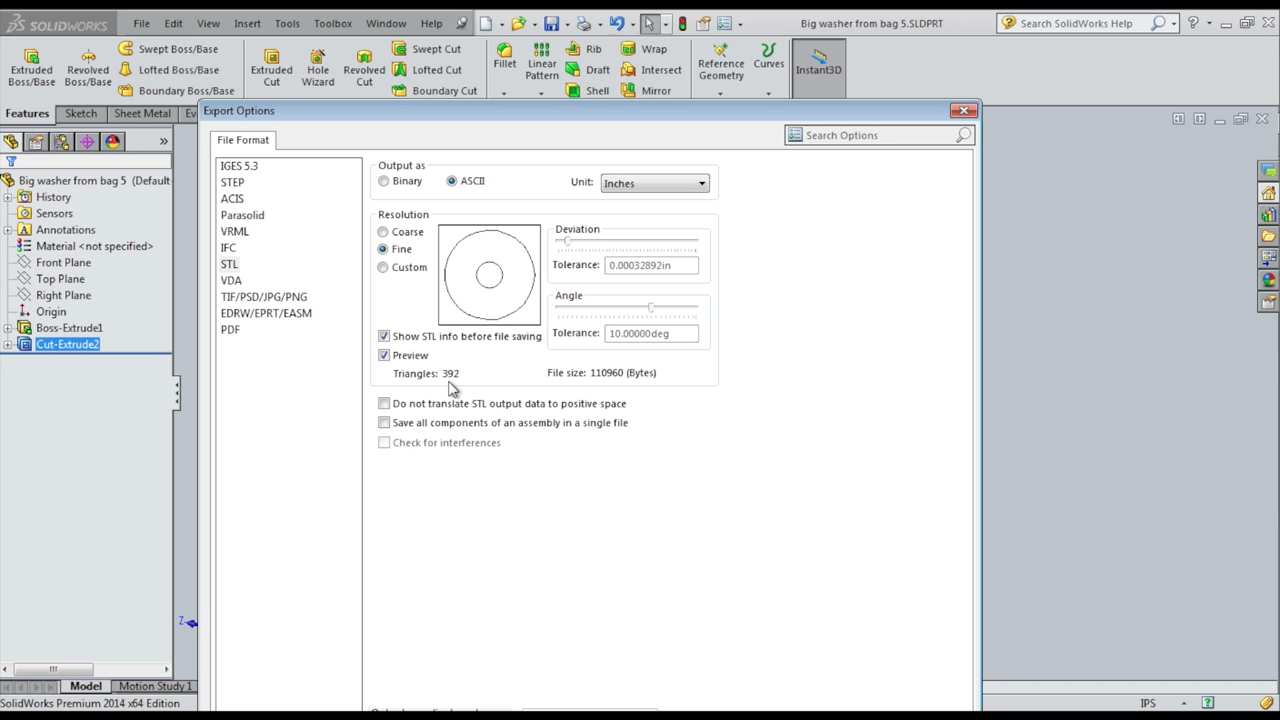 SOLIDWORKS File Edit View Insert Tools Toolbox Window Help Big washer from bag 5.SLDPRT Search SolidWorks Help
Extruded Boss/Base
Revolved Boss/Base
Swept Boss/Base
Lofted Boss/Base
Boundary Boss/Base
Extruded Cut
Hole Wizard
Revolved Cut
Swept Cut
Lofted Cut
Boundary Cut
Fillet
Linear Pattern
Rib
Draft
Shell
Wrap
Intersect
Mirror
Reference Geometry
Curves
Instant3D
Features Sketch Sheet Metal Ev
Big washer from bag 5 (Default
History
Sensors
Annotations
Material <not specified>
Front Plane
Top Plane
Right Plane
Origin
Boss-Extrude1
Cut-Extrude2
Export Options
File Format
Search Options
IGES 5.3
STEP
ACIS
Parasolid
VRML
IFC
STL
VDA
TIF/PSD/JPG/PNG
EDRW/EPRT/EASM
PDF
Output as
Binary ASCII Unit: Inches
Resolution
Coarse
Fine
Custom
Deviation
Tolerance: 0.00032892in
Angle
Tolerance: 10.00000deg
Show STL info before file saving
Preview
Triangles: 392 File size: 110960 (Bytes)
Do not translate STL output data to positive space
Save all components of an assembly in a single file
Check for interferences
Z
Model Motion Study 1
SolidWorks Premium 2014 x64 Edition IPS